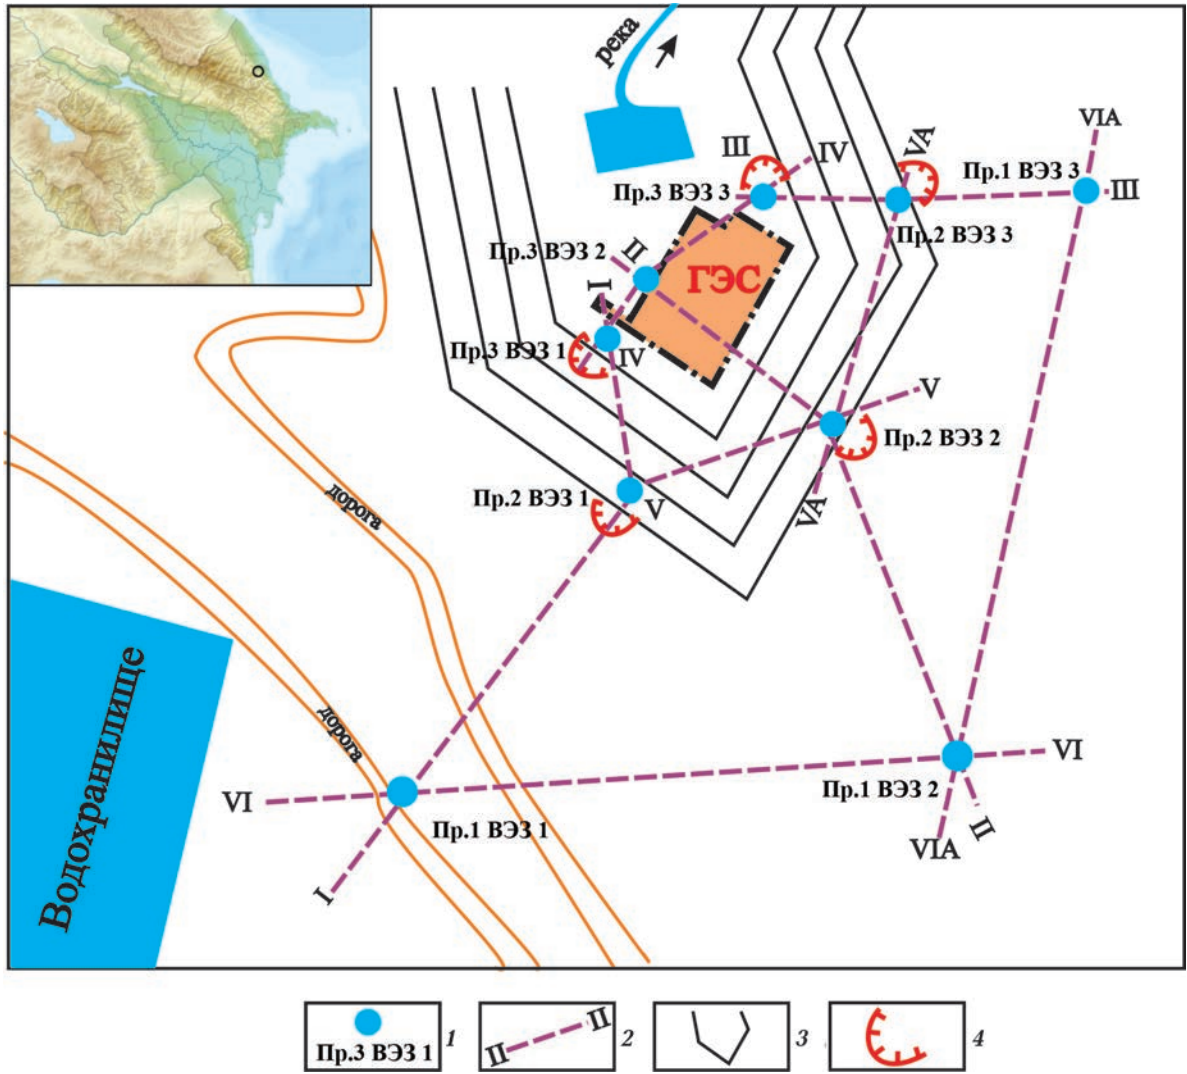 река
VIA
III
IV
VA
Пр.1 ВЭЗ 3
III
Пр.3 ВЭЗ 3
Пр.2 ВЭЗ 3
Пр.3 ВЭЗ 2
II
ГЭС
I
Пр.3 ВЭЗ 1
IV
V
Пр.2 ВЭЗ 2
Пр.2 ВЭЗ 1
V
VA
дорога
Водохранилище
дорога
VI
VI
Пр.1 ВЭЗ 2
Пр.1 ВЭЗ 1
II
VIA
I
Пр.3 ВЭЗ 1
1
II
II
2
3
4